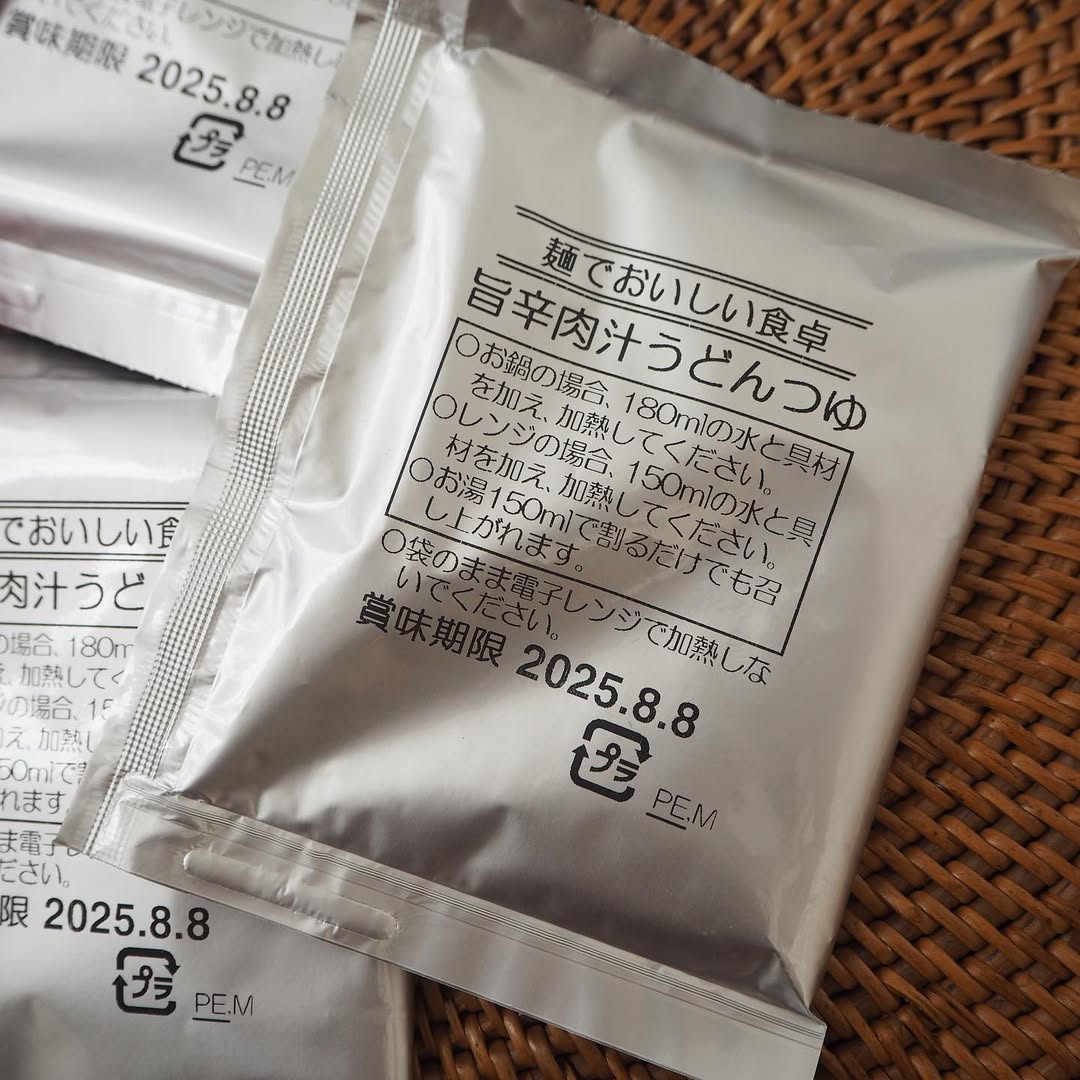 賞味期限 2025.8.8
プラ
PE.M
麺でおいしい食卓
旨辛肉汁うどんつゆ
○お鍋の場合、180mlの水と具材
を加え、加熱してください。
○レンジの場合、150mlの水と具
材を加え、加熱してください。
○お湯150mlで割るだけでも召
し上がれます。
○袋のまま電子レンジで加熱しな
いでください。
賞味期限 2025.8.8
プラ
PE.M
でおいしい食
肉汁うど
の場合、180m
え、加熱して
の場合、15
え、加熱し
50mlで
れます。
ま電子
ださい。
限 2025.8.8
プラ
PE.M